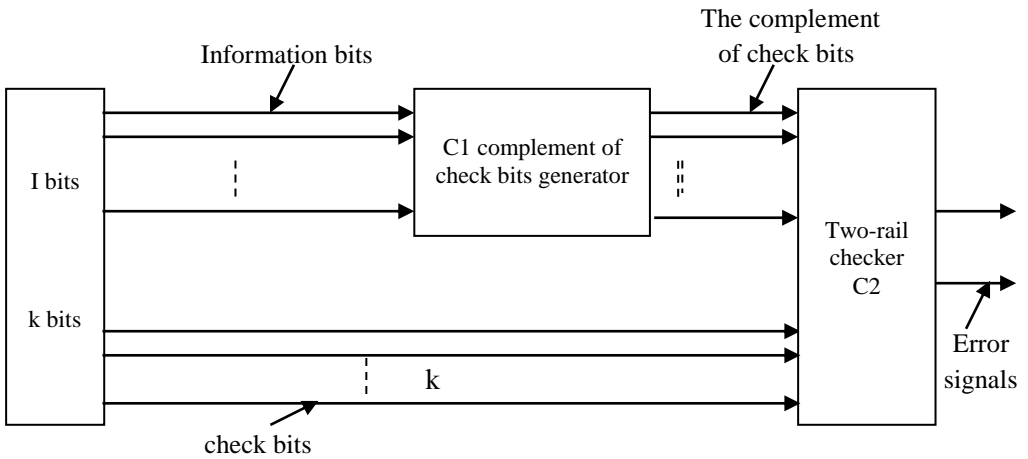 The complement
of check bits
Information bits
I bits
C1 complement of
check bits generator
Two-rail
checker
C2
k bits
k
Error
signals
check bits